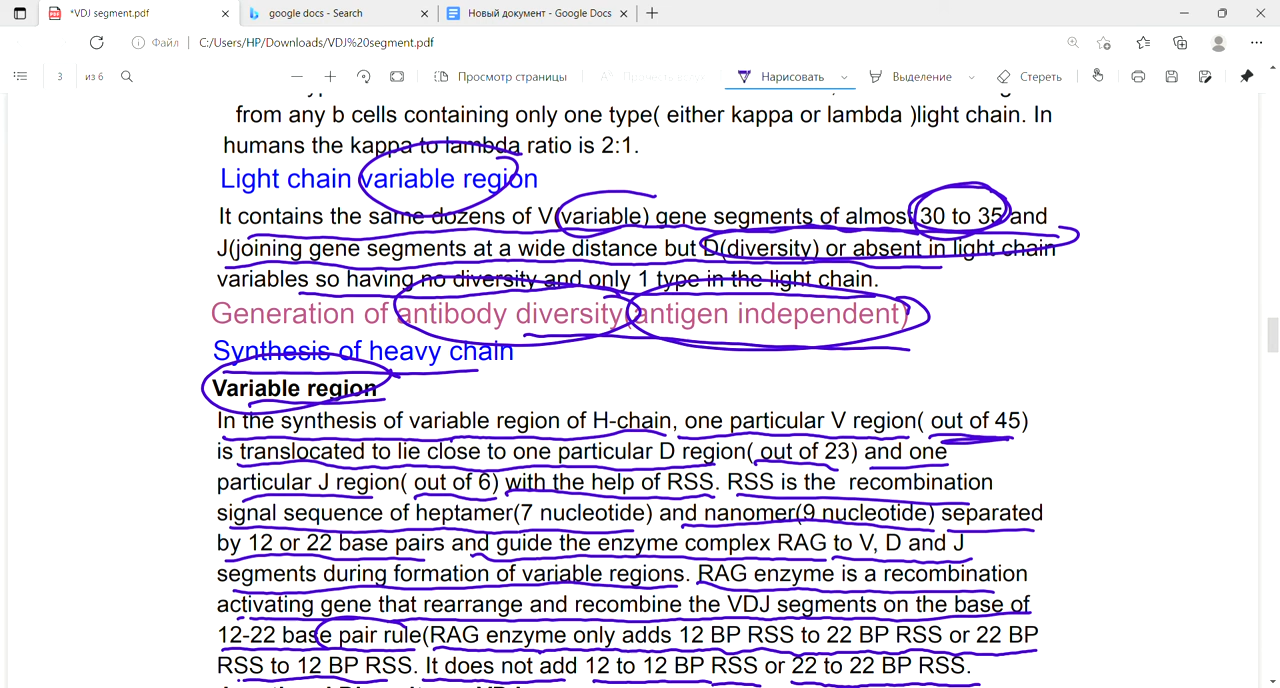 *VDJ segment.pdf
google docs - Search
Новый документ - Google Docs
Файл
C:/Users/HP/Downloads/VDJ%20segment.pdf
3 из 6
Просмотр страницы
Нарисовать
Выделение
Стереть
from any b cells containing only one type( either kappa or lambda )light chain. In
humans the kappa to lambda ratio is 2:1.
Light chain variable region
It contains the same dozens of V(variable) gene segments of almost 30 to 35 and
J(joining gene segments at a wide distance but D(diversity) or absent in light chain
variables so having no diversity and only 1 type in the light chain.
Generation of antibody diversity(antigen independent)
Synthesis of heavy chain
Variable region
In the synthesis of variable region of H-chain, one particular V region( out of 45)
is translocated to lie close to one particular D region( out of 23) and one
particular J region( out of 6) with the help of RSS. RSS is the recombination
signal sequence of heptamer(7 nucleotide) and nanomer(9 nucleotide) separated
by 12 or 22 base pairs and guide the enzyme complex RAG to V, D and J
segments during formation of variable regions. RAG enzyme is a recombination
activating gene that rearrange and recombine the VDJ segments on the base of
12-22 base pair rule(RAG enzyme only adds 12 BP RSS to 22 BP RSS or 22 BP
RSS to 12 BP RSS. It does not add 12 to 12 BP RSS or 22 to 22 BP RSS.